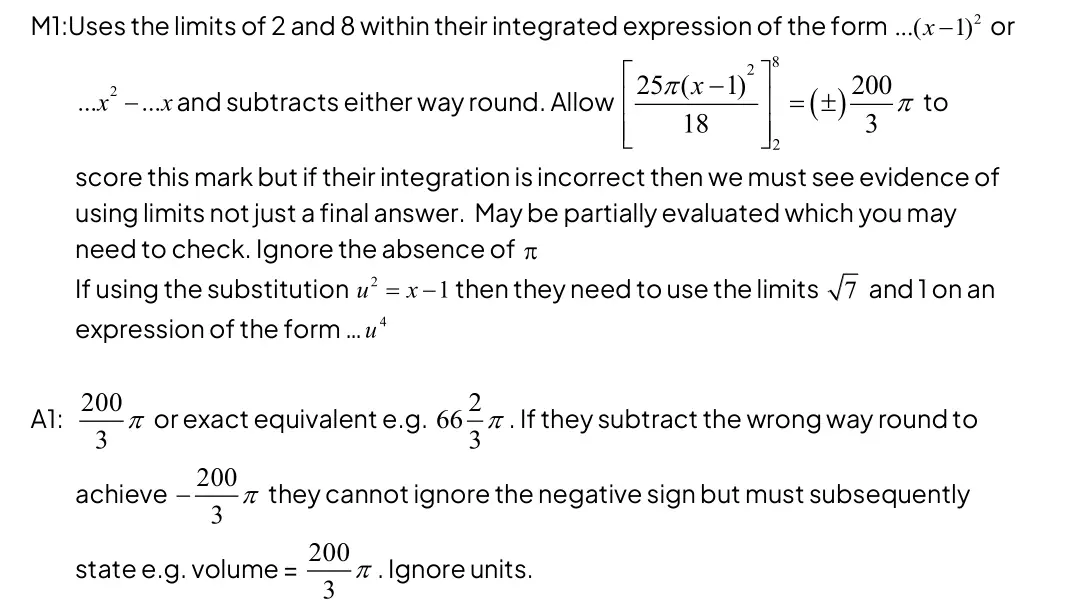 M1:Uses the limits of 2 and 8 within their integrated expression of the form ...(x−1)² or
...x² −...x and subtracts either way round. Allow [25π(x−1)²/18]₂⁸ = (±)200/3 π to
score this mark but if their integration is incorrect then we must see evidence of
using limits not just a final answer. May be partially evaluated which you may
need to check. Ignore the absence of π
If using the substitution u² = x−1 then they need to use the limits √7 and 1 on an
expression of the form ... u⁴
A1: 200/3 π or exact equivalent e.g. 66 2/3 π . If they subtract the wrong way round to
achieve −200/3 π they cannot ignore the negative sign but must subsequently
state e.g. volume = 200/3 π . Ignore units.